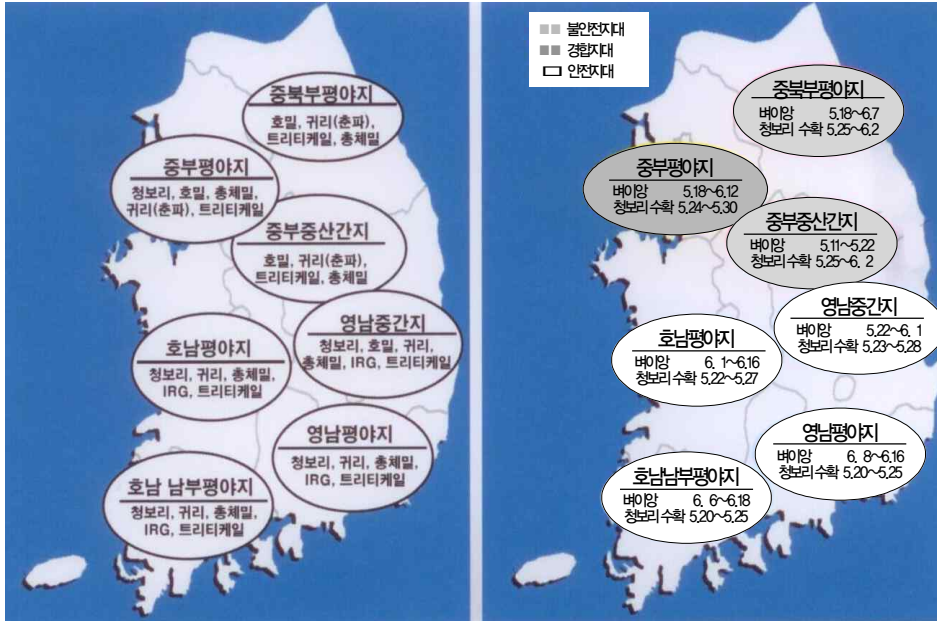 중북부평야지
호밀, 귀리(춘파),
트리티케일, 총체밀
중부평야지
청보리, 호밀, 총체밀,
귀리(춘파), 트리티케일
중부중산간지
호밀, 귀리(춘파),
트리티케일, 총체밀
영남중간지
청보리, 호밀, 귀리,
총체밀, IRG, 트리티케일
호남평야지
청보리, 귀리, 총체밀,
IRG, 트리티케일
영남평야지
청보리, 귀리, 총체밀,
IRG, 트리티케일
호남 남부평야지
청보리, 귀리, 총체밀,
IRG, 트리티케일
불안전지대
경합지대
안전지대
중북부평야지
벼이앙 5.18~6.7
청보리 수확 5.25~6.2
중부평야지
벼이앙 5.18~6.12
청보리 수확 5.24~5.30
중부중산간지
벼이앙 5.11~5.22
청보리 수확 5.25~6. 2
영남중간지
벼이앙 5.22~6. 1
청보리 수확 5.23~5.28
호남평야지
벼이앙 6. 1~6.16
청보리 수확 5.22~5.27
영남평야지
벼이앙 6. 8~6.16
청보리 수확 5.20~5.25
호남남부평야지
벼이앙 6. 6~6.18
청보리 수확 5.20~5.25